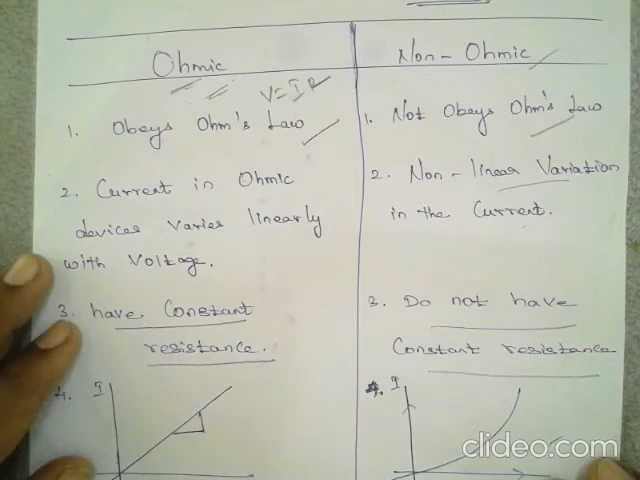 Ohmic
Non - Ohmic
V = IR
1. Obeys Ohm's Law
1. Not Obeys Ohm's Law
2. Current in Ohmic
devices varies linearly
with Voltage.
2. Non - linear Variation
in the Current.
3. have Constant
resistance.
3. Do not have
Constant resistance
4. I
4. I
clideo.com